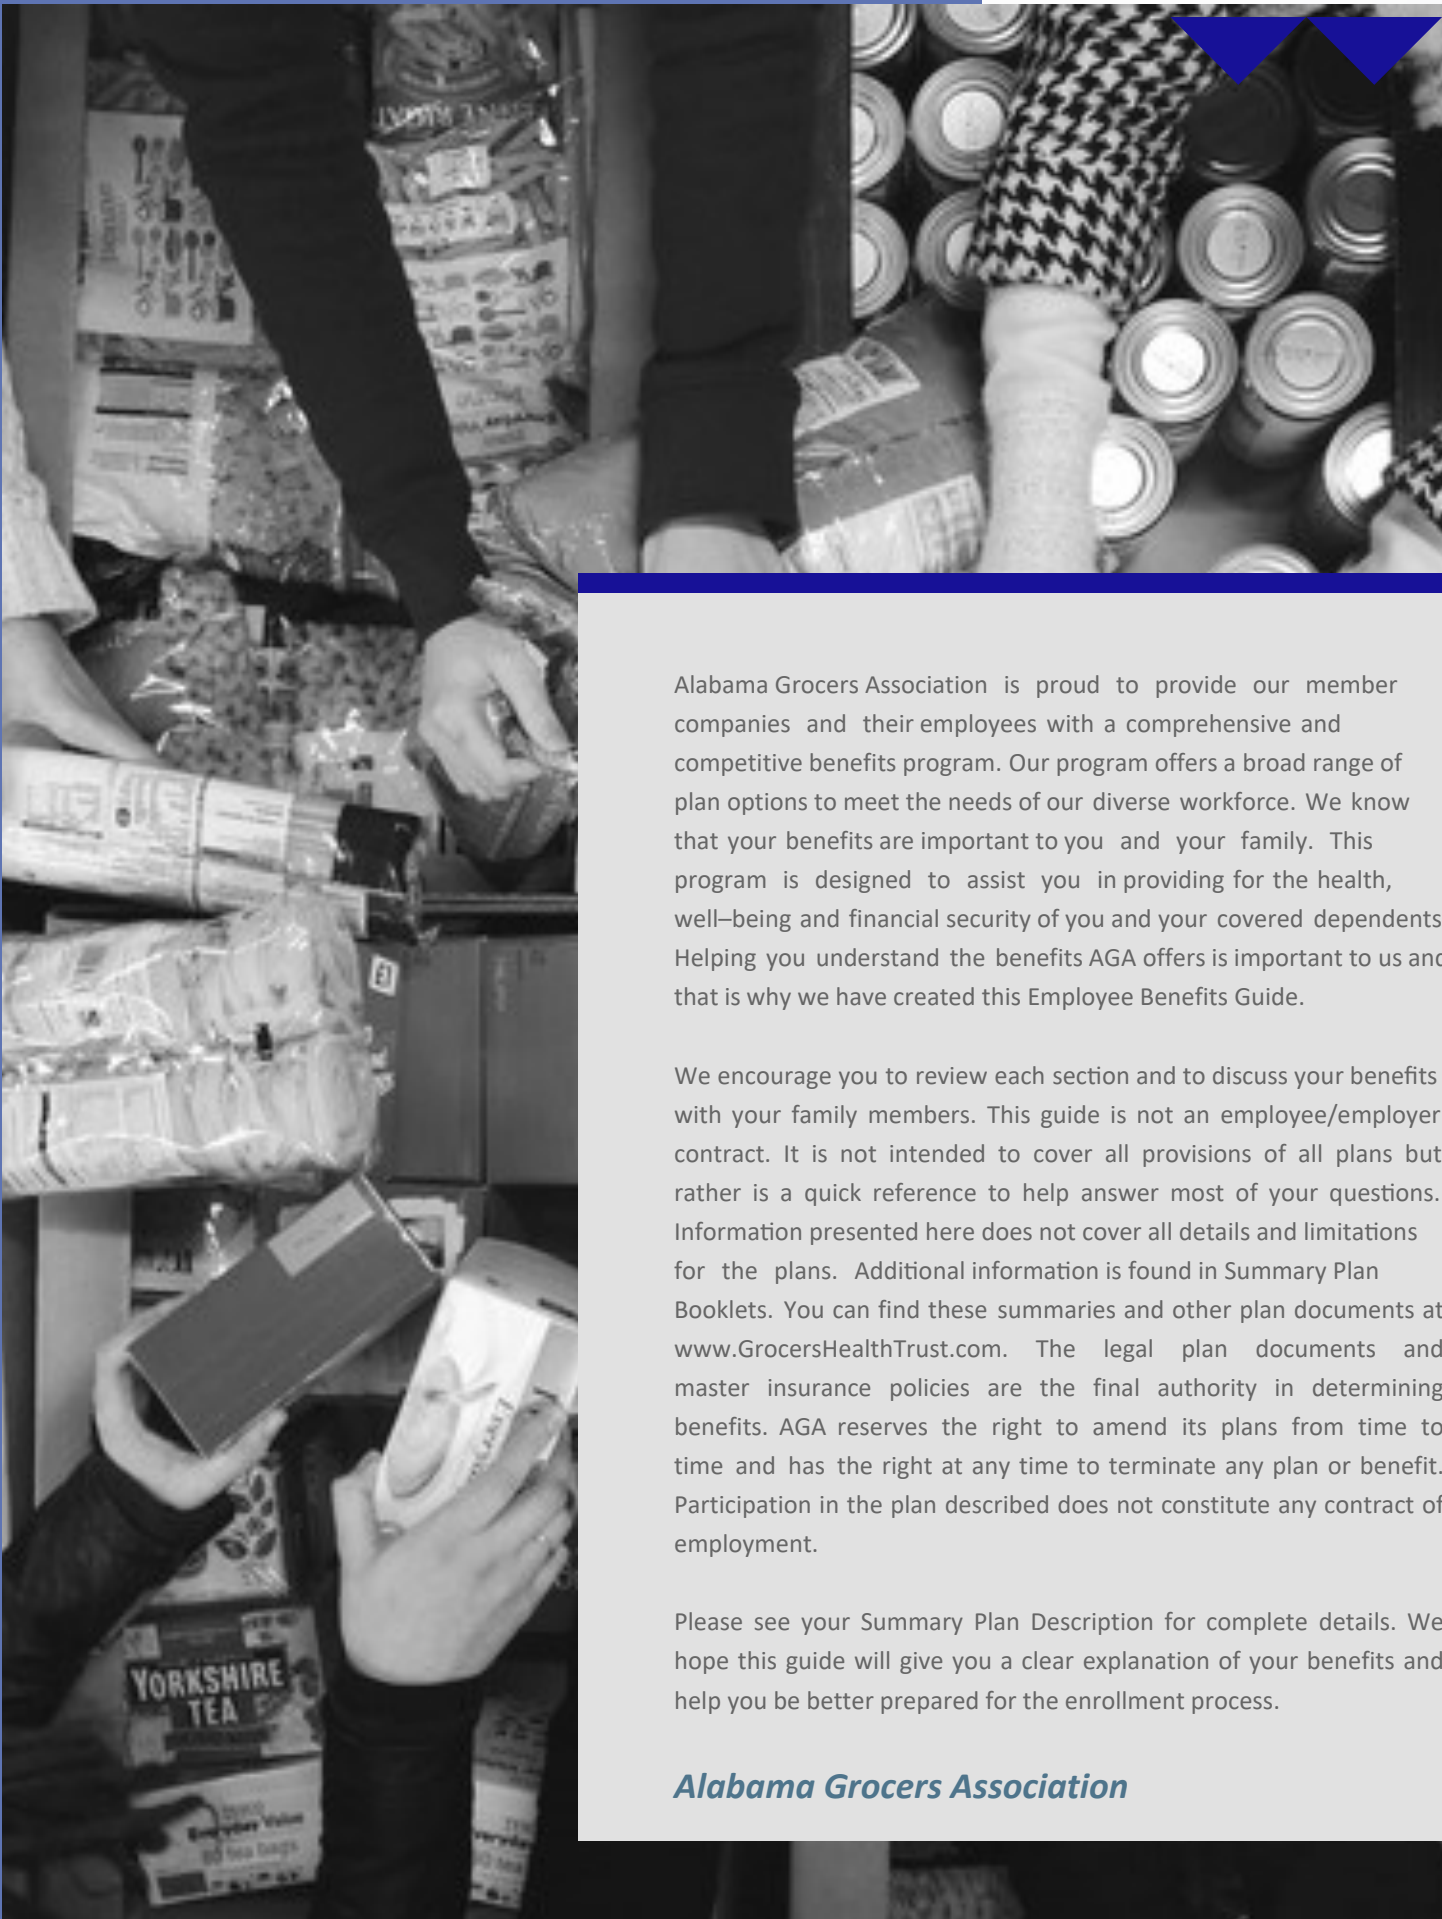 Alabama Grocers Association is proud to provide our member
companies and their employees with a comprehensive and
competitive benefits program. Our program offers a broad range of
plan options to meet the needs of our diverse workforce. We know
that your benefits are important to you and your family. This
program is designed to assist you in providing for the health,
well–being and financial security of you and your covered dependents
Helping you understand the benefits AGA offers is important to us and
that is why we have created this Employee Benefits Guide.
We encourage you to review each section and to discuss your benefits
with your family members. This guide is not an employee/employer
contract. It is not intended to cover all provisions of all plans but
rather is a quick reference to help answer most of your questions.
Information presented here does not cover all details and limitations
for the plans. Additional information is found in Summary Plan
Booklets. You can find these summaries and other plan documents at
www.GrocersHealthTrust.com. The legal plan documents and
master insurance policies are the final authority in determining
benefits. AGA reserves the right to amend its plans from time to
time and has the right at any time to terminate any plan or benefit.
Participation in the plan described does not constitute any contract of
employment.
Please see your Summary Plan Description for complete details. We
hope this guide will give you a clear explanation of your benefits and
help you be better prepared for the enrollment process.
Alabama Grocers Association
YORKSHIRE
TEA
Everyday Value
80 tea bags